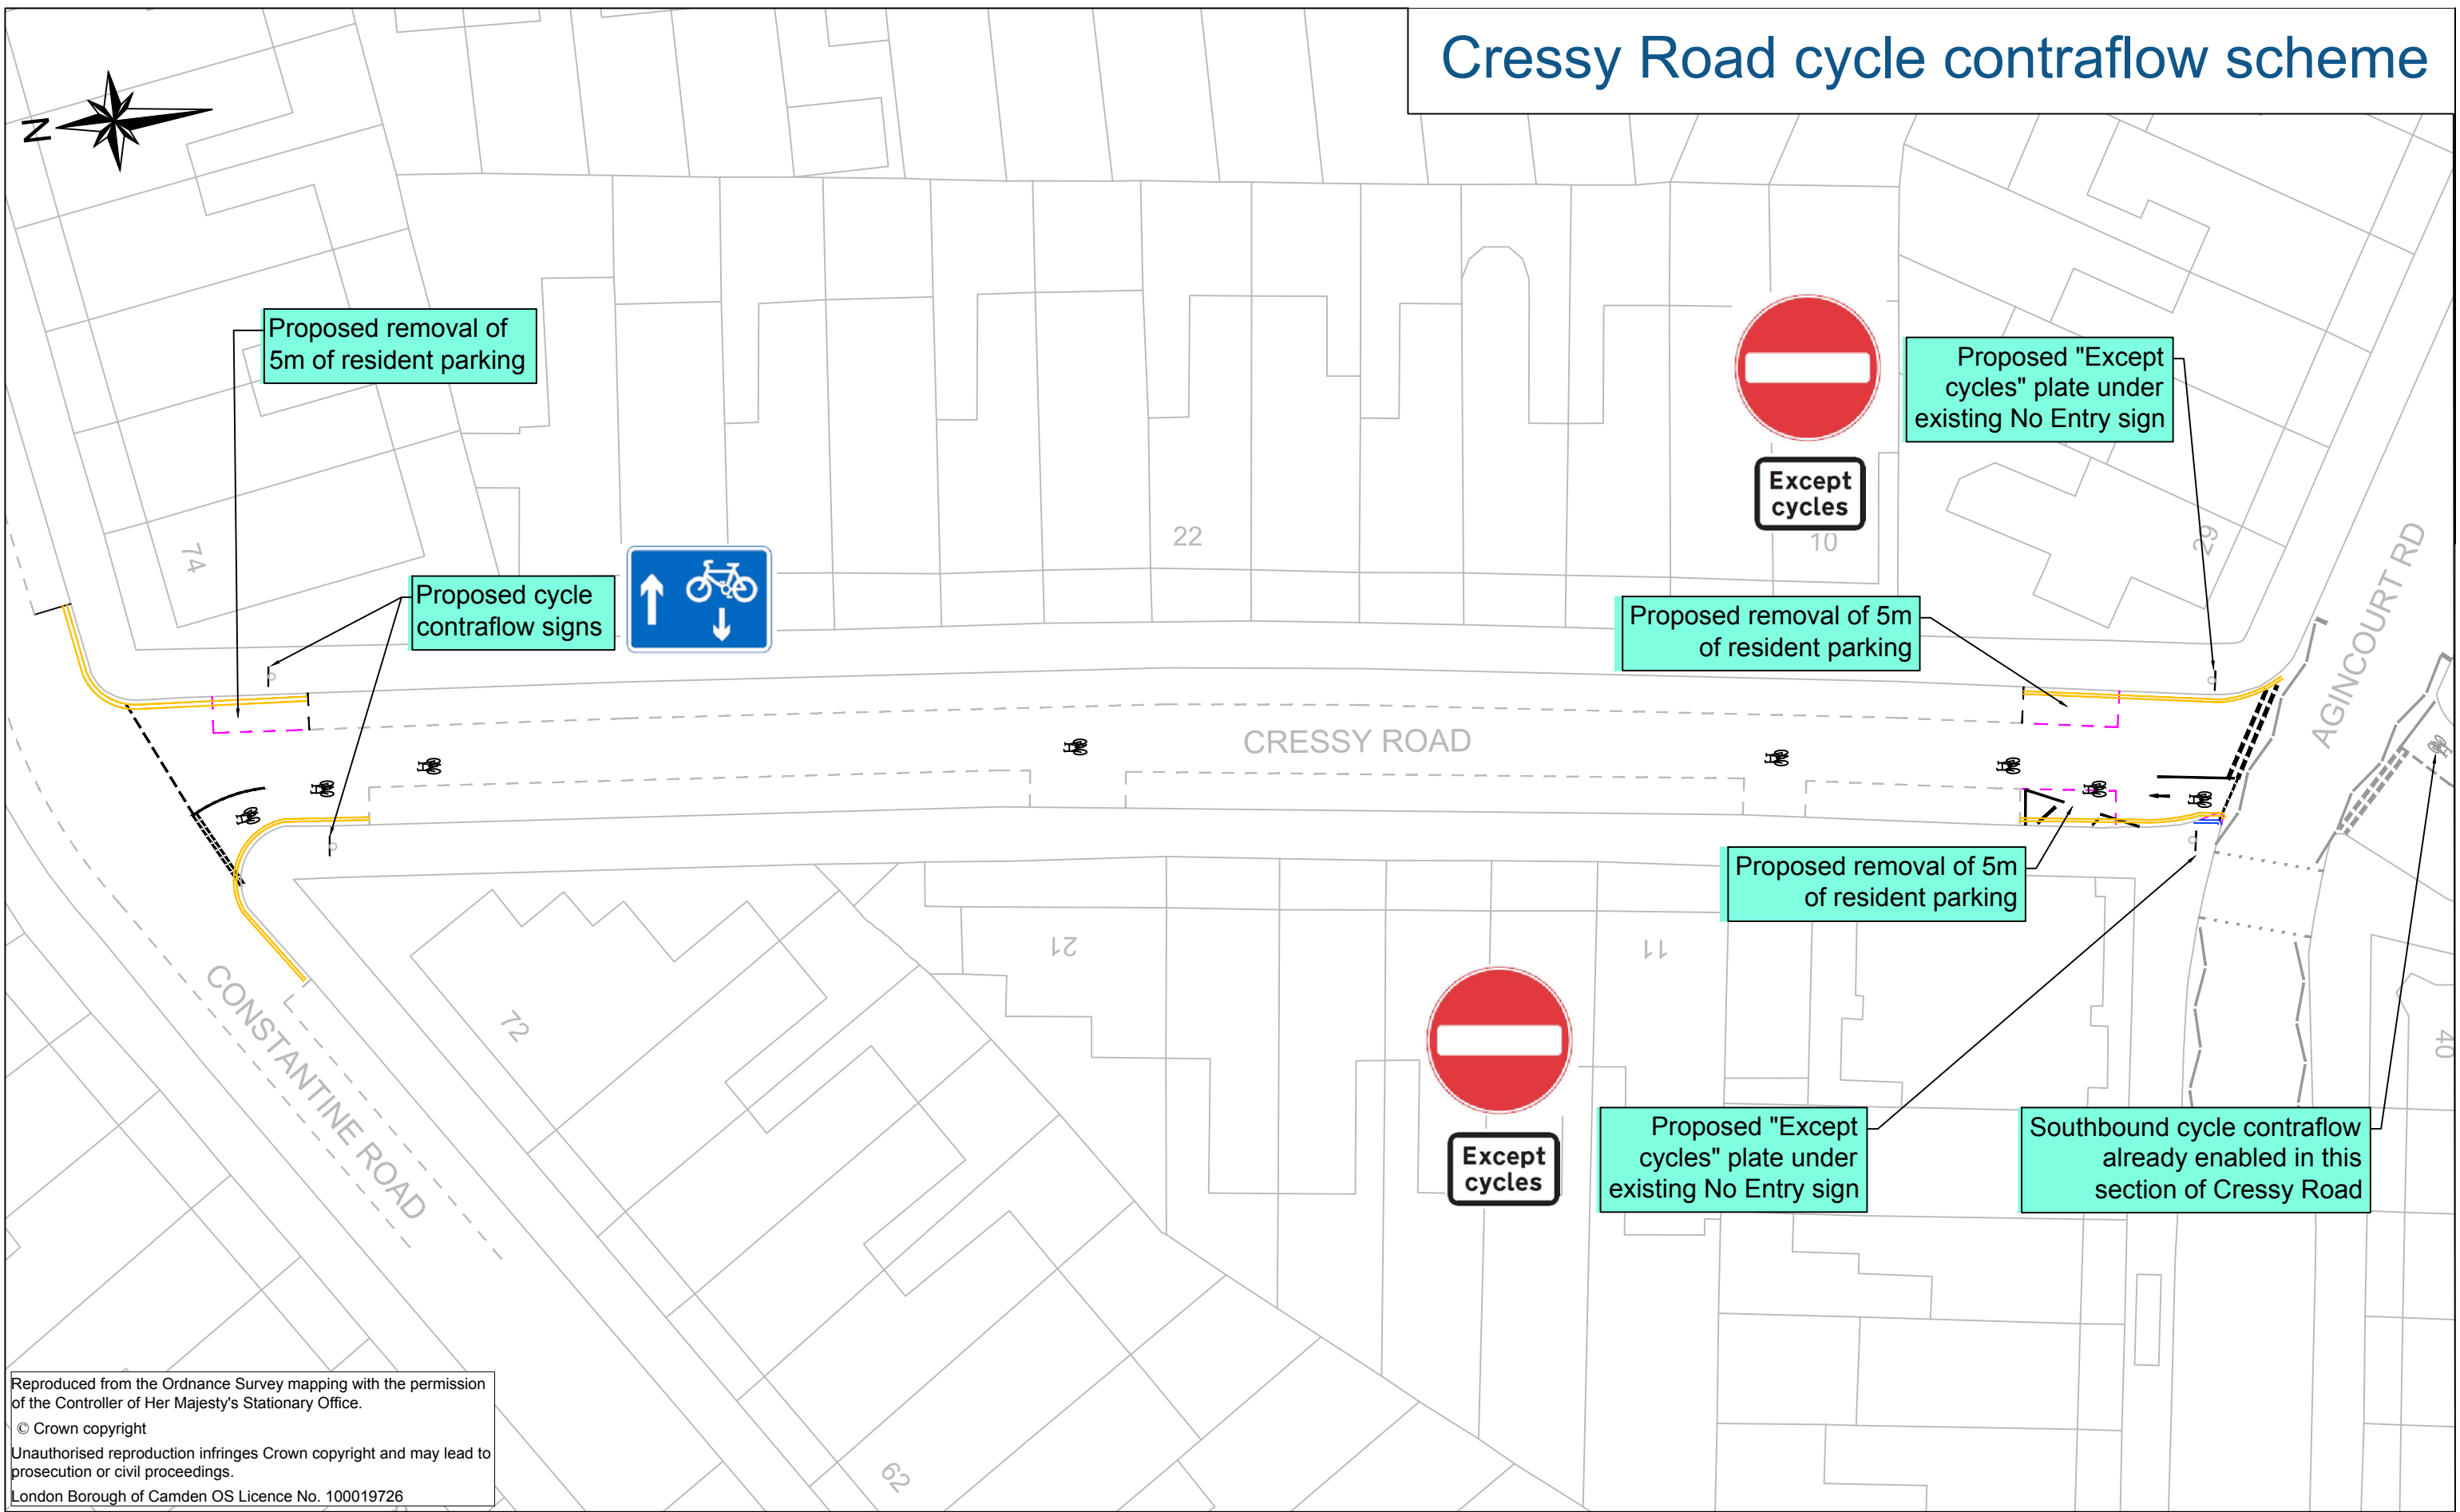 Cressy Road cycle contraflow scheme
N
Proposed removal of
5m of resident parking
Proposed "Except
cycles" plate under
existing No Entry sign
Except
cycles
22
10
29
74
AGINCOURT RD
Proposed cycle
contraflow signs
Proposed removal of 5m
of resident parking
CRESSY ROAD
Proposed removal of 5m
of resident parking
21
11
72
CONSTANTINE ROAD
40
Except
cycles
Proposed "Except
cycles" plate under
existing No Entry sign
Southbound cycle contraflow
already enabled in this
section of Cressy Road
62
Reproduced from the Ordnance Survey mapping with the permission
of the Controller of Her Majesty's Stationary Office.
© Crown copyright
Unauthorised reproduction infringes Crown copyright and may lead to
prosecution or civil proceedings.
London Borough of Camden OS Licence No. 100019726